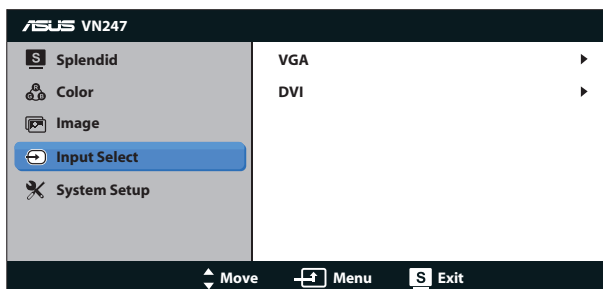 ASUS VN247
S Splendid
R G B Color
Image
Input Select
System Setup
VGA
DVI
Move Menu S Exit